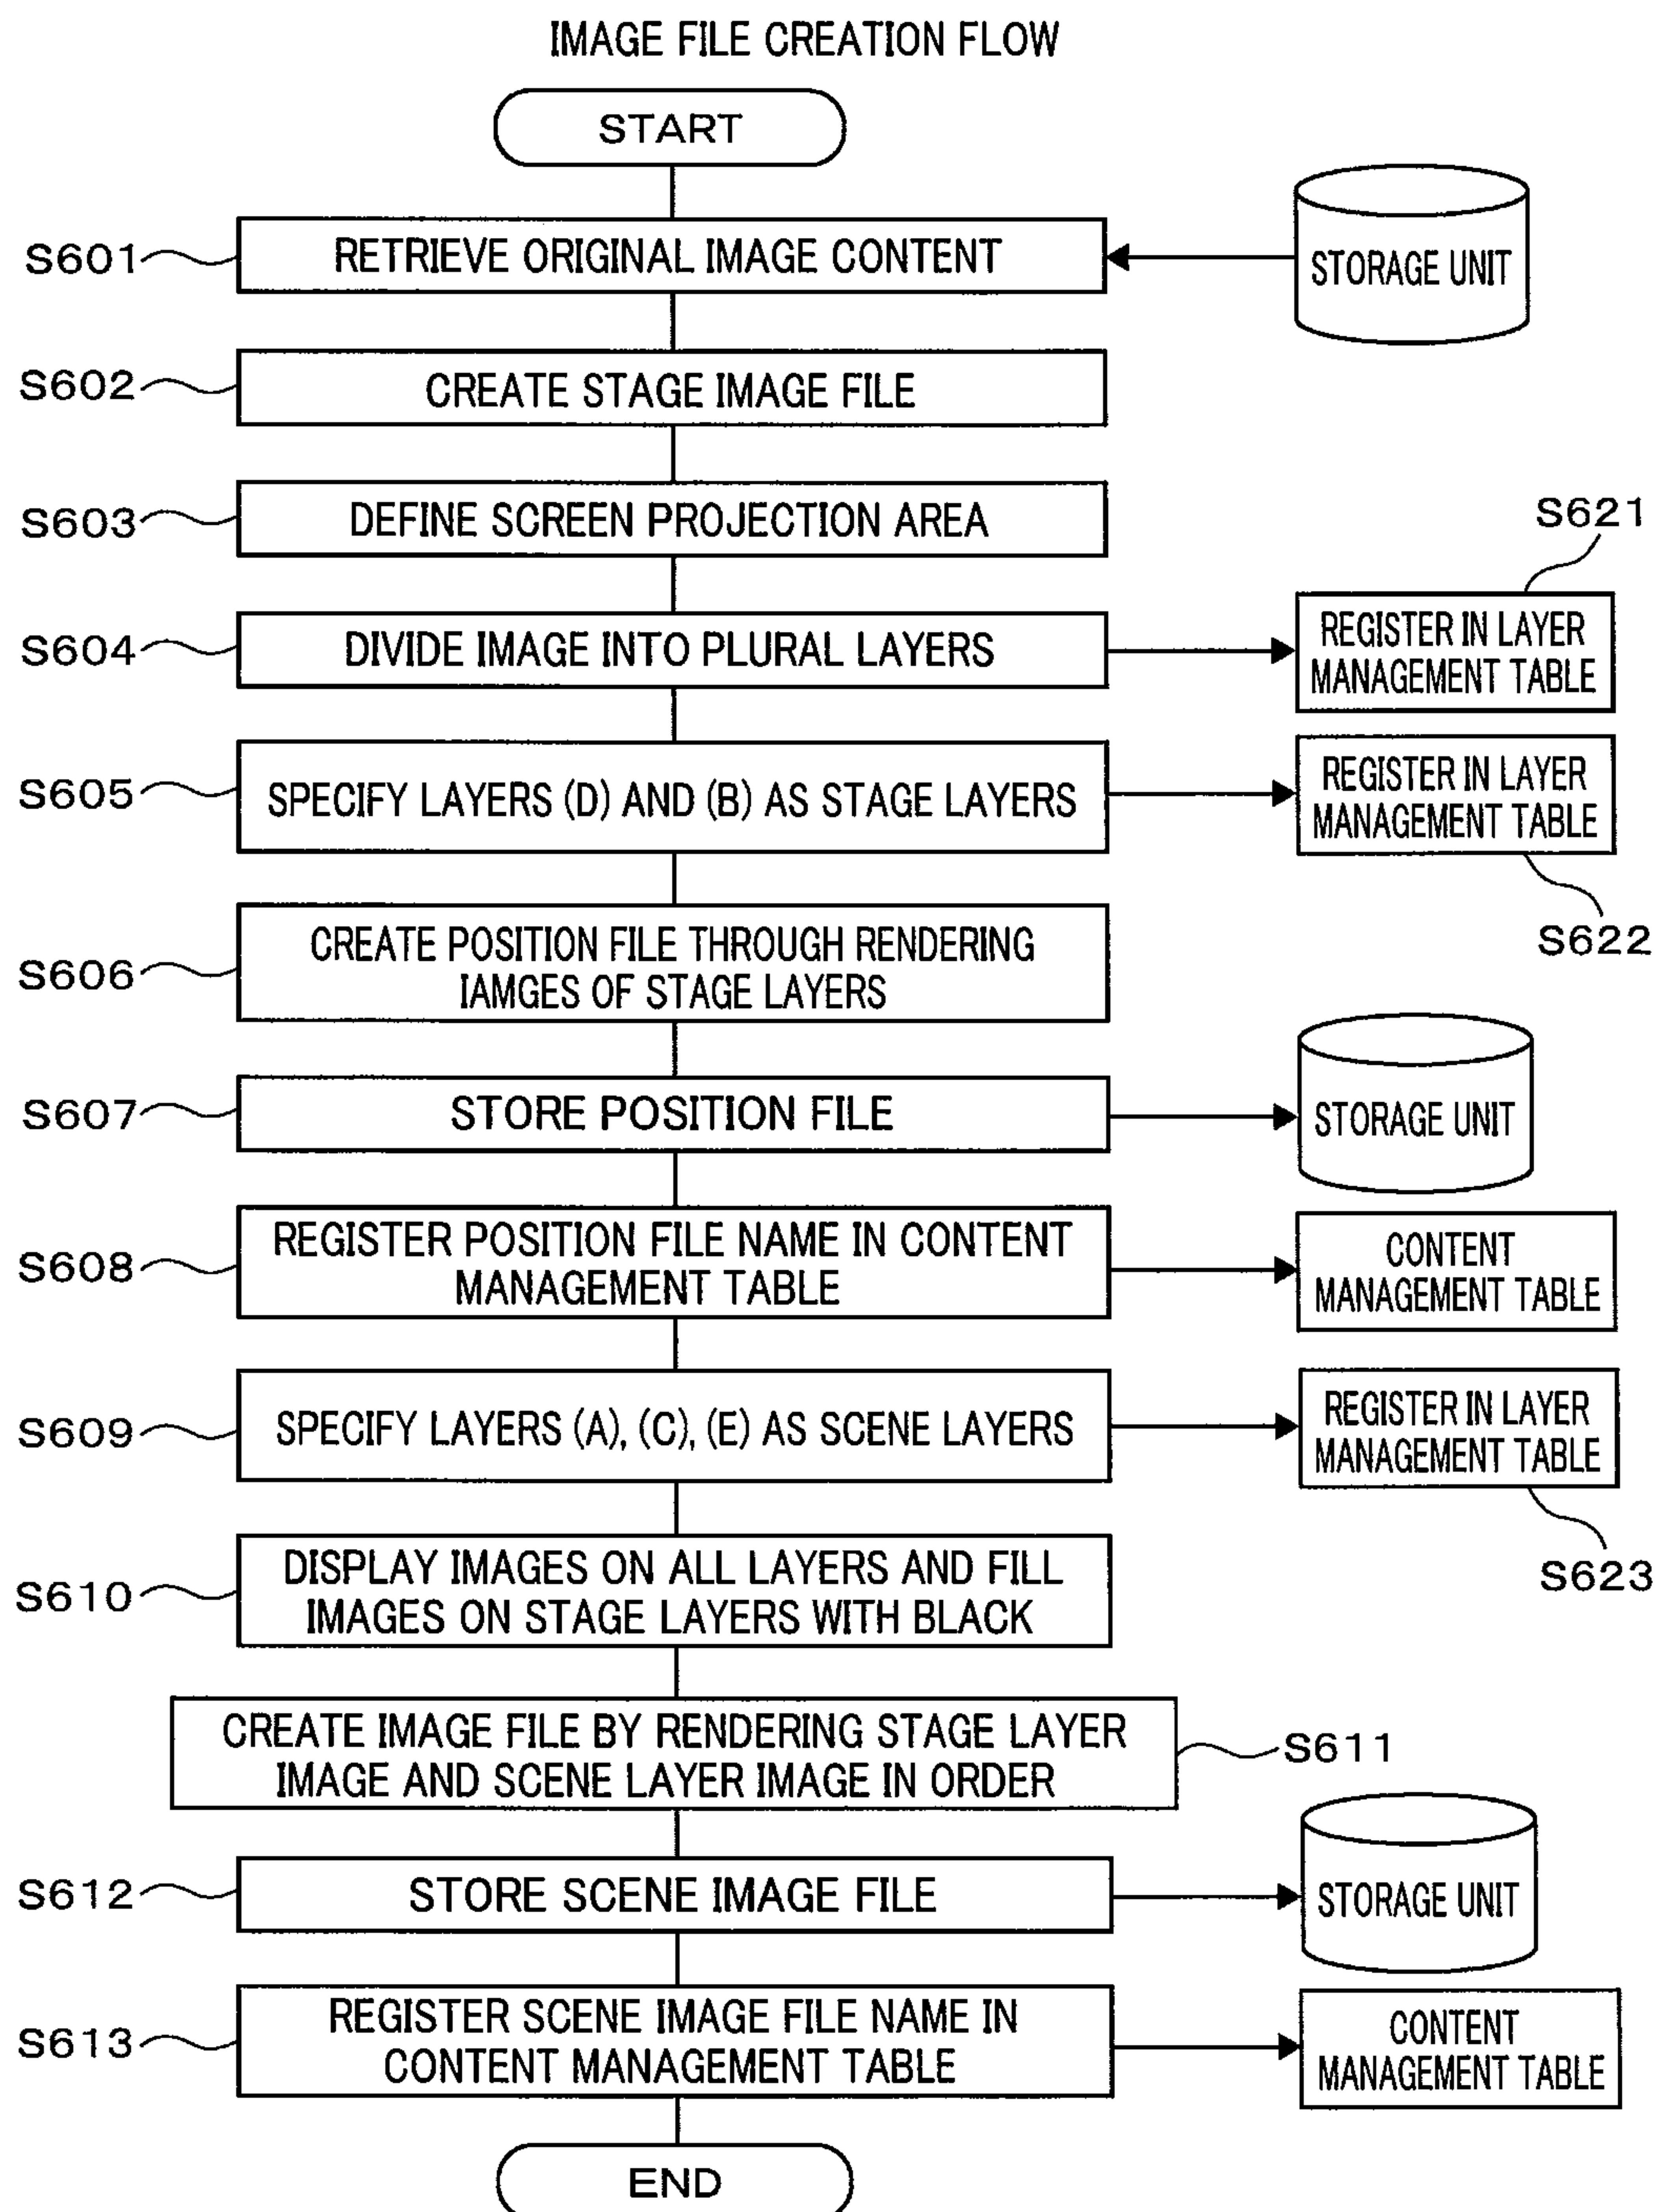 IMAGE FILE CREATION FLOW
START
S601
RETRIEVE ORIGINAL IMAGE CONTENT
STORAGE UNIT
S602
CREATE STAGE IMAGE FILE
S603
DEFINE SCREEN PROJECTION AREA
S621
S604
DIVIDE IMAGE INTO PLURAL LAYERS
REGISTER IN LAYER
MANAGEMENT TABLE
S605
SPECIFY LAYERS (D) AND (B) AS STAGE LAYERS
REGISTER IN LAYER
MANAGEMENT TABLE
S622
S606
CREATE POSITION FILE THROUGH RENDERING
IAMGES OF STAGE LAYERS
S607
STORE POSITION FILE
STORAGE UNIT
S608
REGISTER POSITION FILE NAME IN CONTENT
MANAGEMENT TABLE
CONTENT
MANAGEMENT TABLE
S609
SPECIFY LAYERS (A), (C), (E) AS SCENE LAYERS
REGISTER IN LAYER
MANAGEMENT TABLE
S623
S610
DISPLAY IMAGES ON ALL LAYERS AND FILL
IMAGES ON STAGE LAYERS WITH BLACK
CREATE IMAGE FILE BY RENDERING STAGE LAYER
IMAGE AND SCENE LAYER IMAGE IN ORDER
S611
S612
STORE SCENE IMAGE FILE
STORAGE UNIT
S613
REGISTER SCENE IMAGE FILE NAME IN
CONTENT MANAGEMENT TABLE
CONTENT
MANAGEMENT TABLE
END